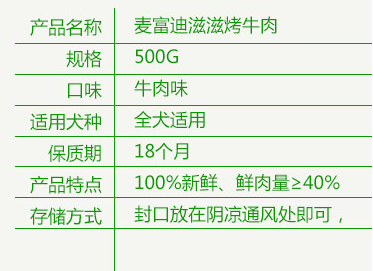 产品名称 麦富迪滋滋烤牛肉
规格 500G
口味 牛肉味
适用犬种 全犬适用
保质期 18个月
产品特点 100%新鲜、鲜肉量≥40%
存储方式 封口放在阴凉通风处即可，